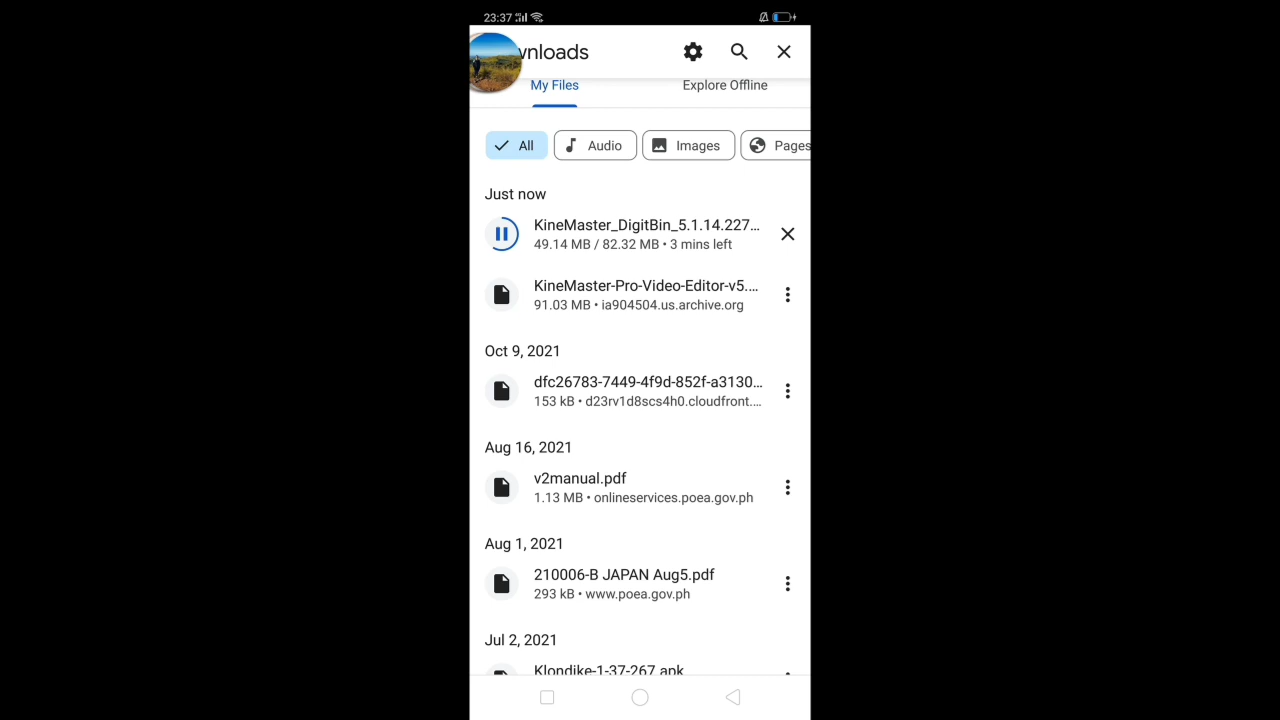 23:37
wnloads
My Files
Explore Offline
All
Audio
Images
Pages
Just now
KineMaster_DigitBin_5.1.14.227…
49.14 MB / 82.32 MB • 3 mins left
KineMaster-Pro-Video-Editor-v5.…
91.03 MB • ia904504.us.archive.org
Oct 9, 2021
dfc26783-7449-4f9d-852f-a3130…
153 kB • d23rv1d8scs4h0.cloudfront.…
Aug 16, 2021
v2manual.pdf
1.13 MB • onlineservices.poea.gov.ph
Aug 1, 2021
210006-B JAPAN Aug5.pdf
293 kB • www.poea.gov.ph
Jul 2, 2021
Klondike-1-37-267.apk